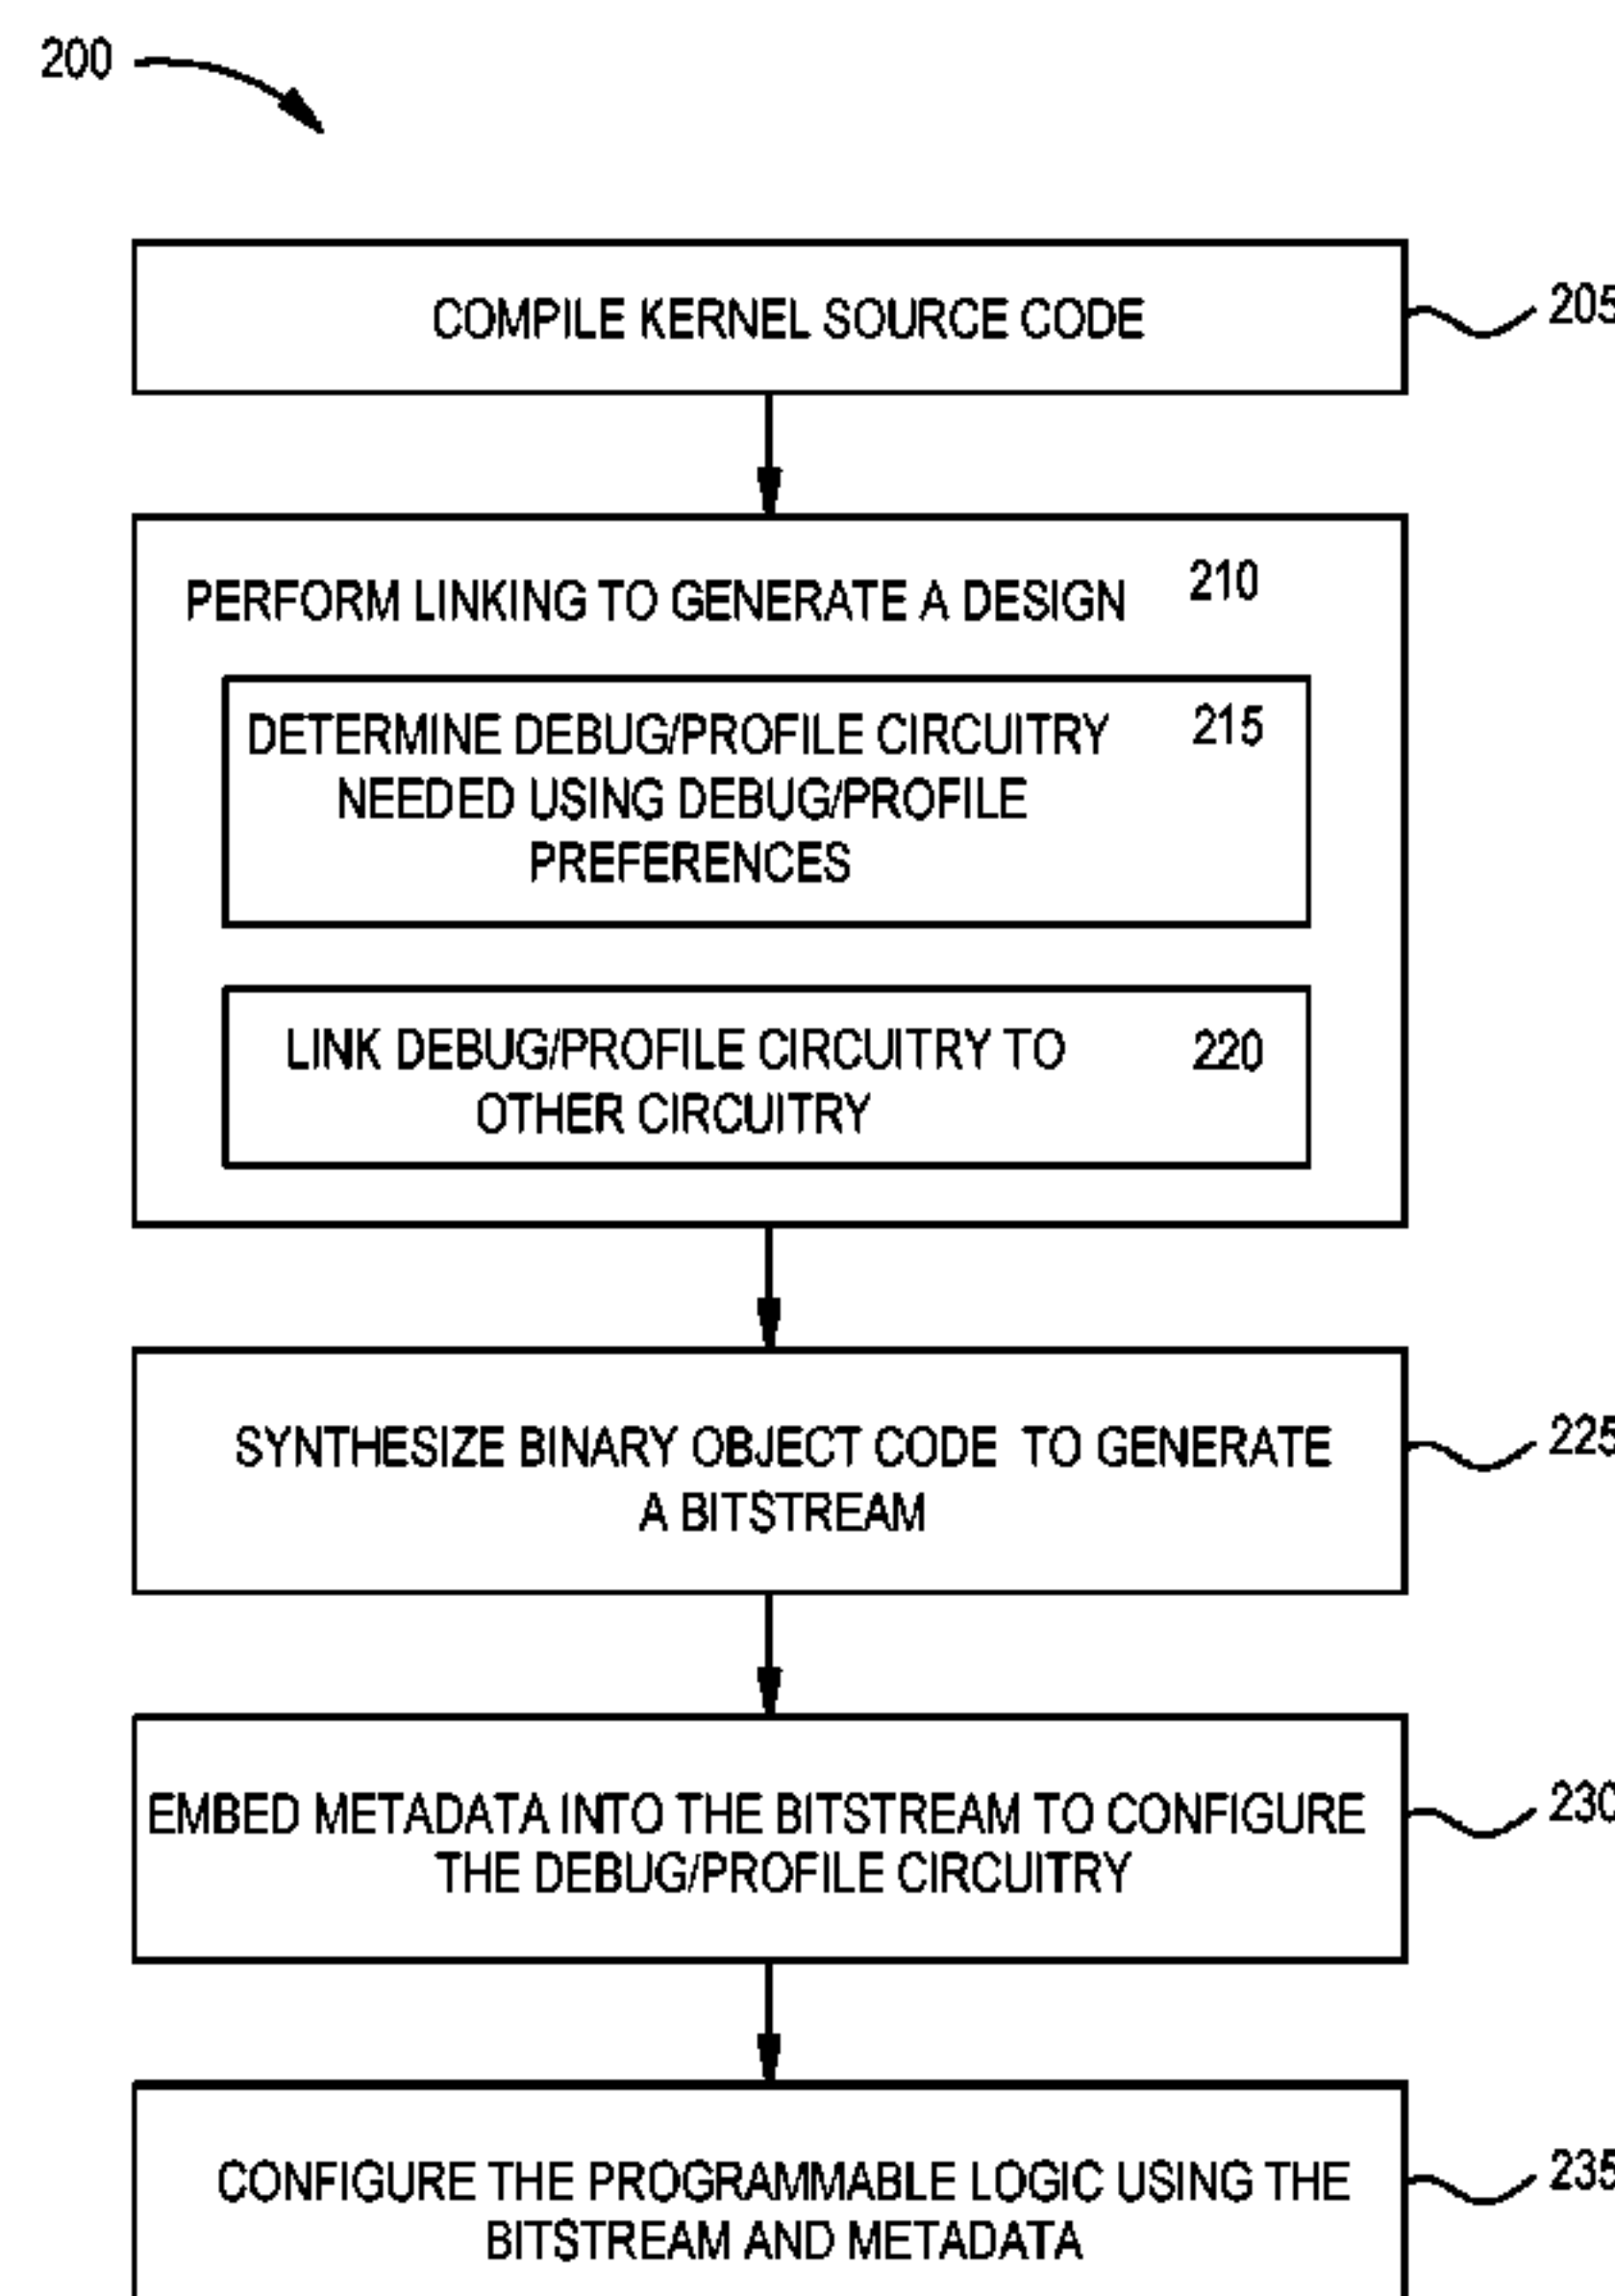 200
COMPILE KERNEL SOURCE CODE
205
PERFORM LINKING TO GENERATE A DESIGN
210
DETERMINE DEBUG/PROFILE CIRCUITRY
215
NEEDED USING DEBUG/PROFILE
PREFERENCES
LINK DEBUG/PROFILE CIRCUITRY TO
220
OTHER CIRCUITRY
SYNTHESIZE BINARY OBJECT CODE TO GENERATE
225
A BITSTREAM
EMBED METADATA INTO THE BITSTREAM TO CONFIGURE
230
THE DEBUG/PROFILE CIRCUITRY
CONFIGURE THE PROGRAMMABLE LOGIC USING THE
235
BITSTREAM AND METADATA